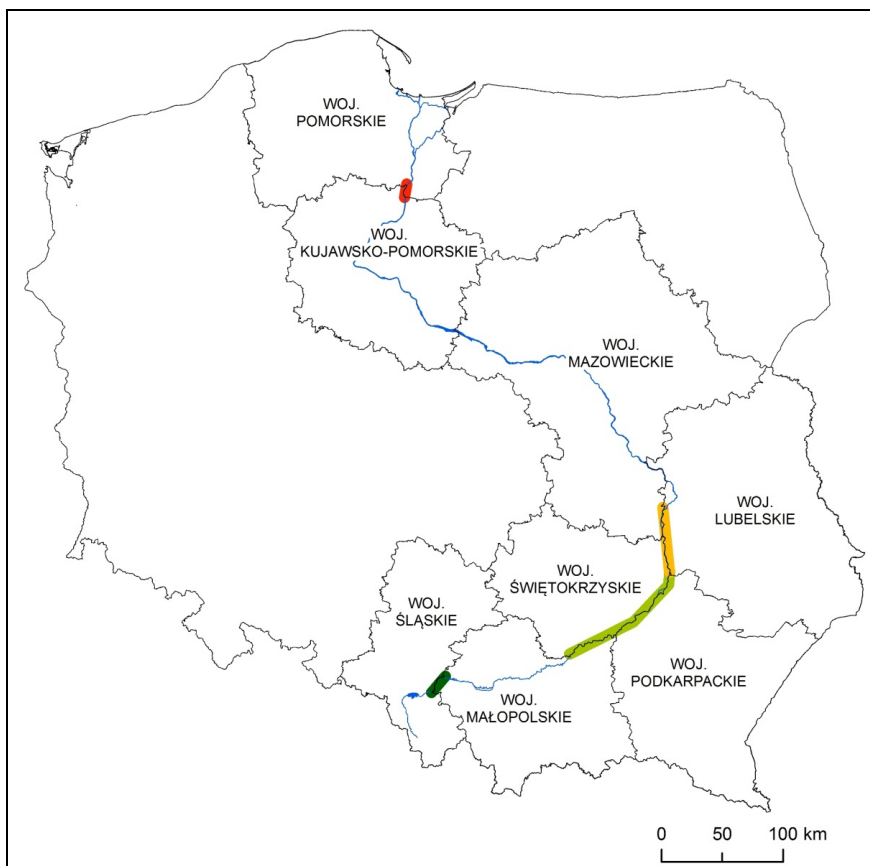 WOJ.
POMORSKIE
WOJ.
KUJAWSKO-POMORSKIE
WOJ.
MAZOWIECKIE
WOJ.
LUBELSKIE
WOJ.
ŚWIĘTOKRZYSKIE
WOJ.
ŚLĄSKIE
WOJ.
PODKARPACKIE
WOJ.
MAŁOPOLSKIE
0 50 100 km